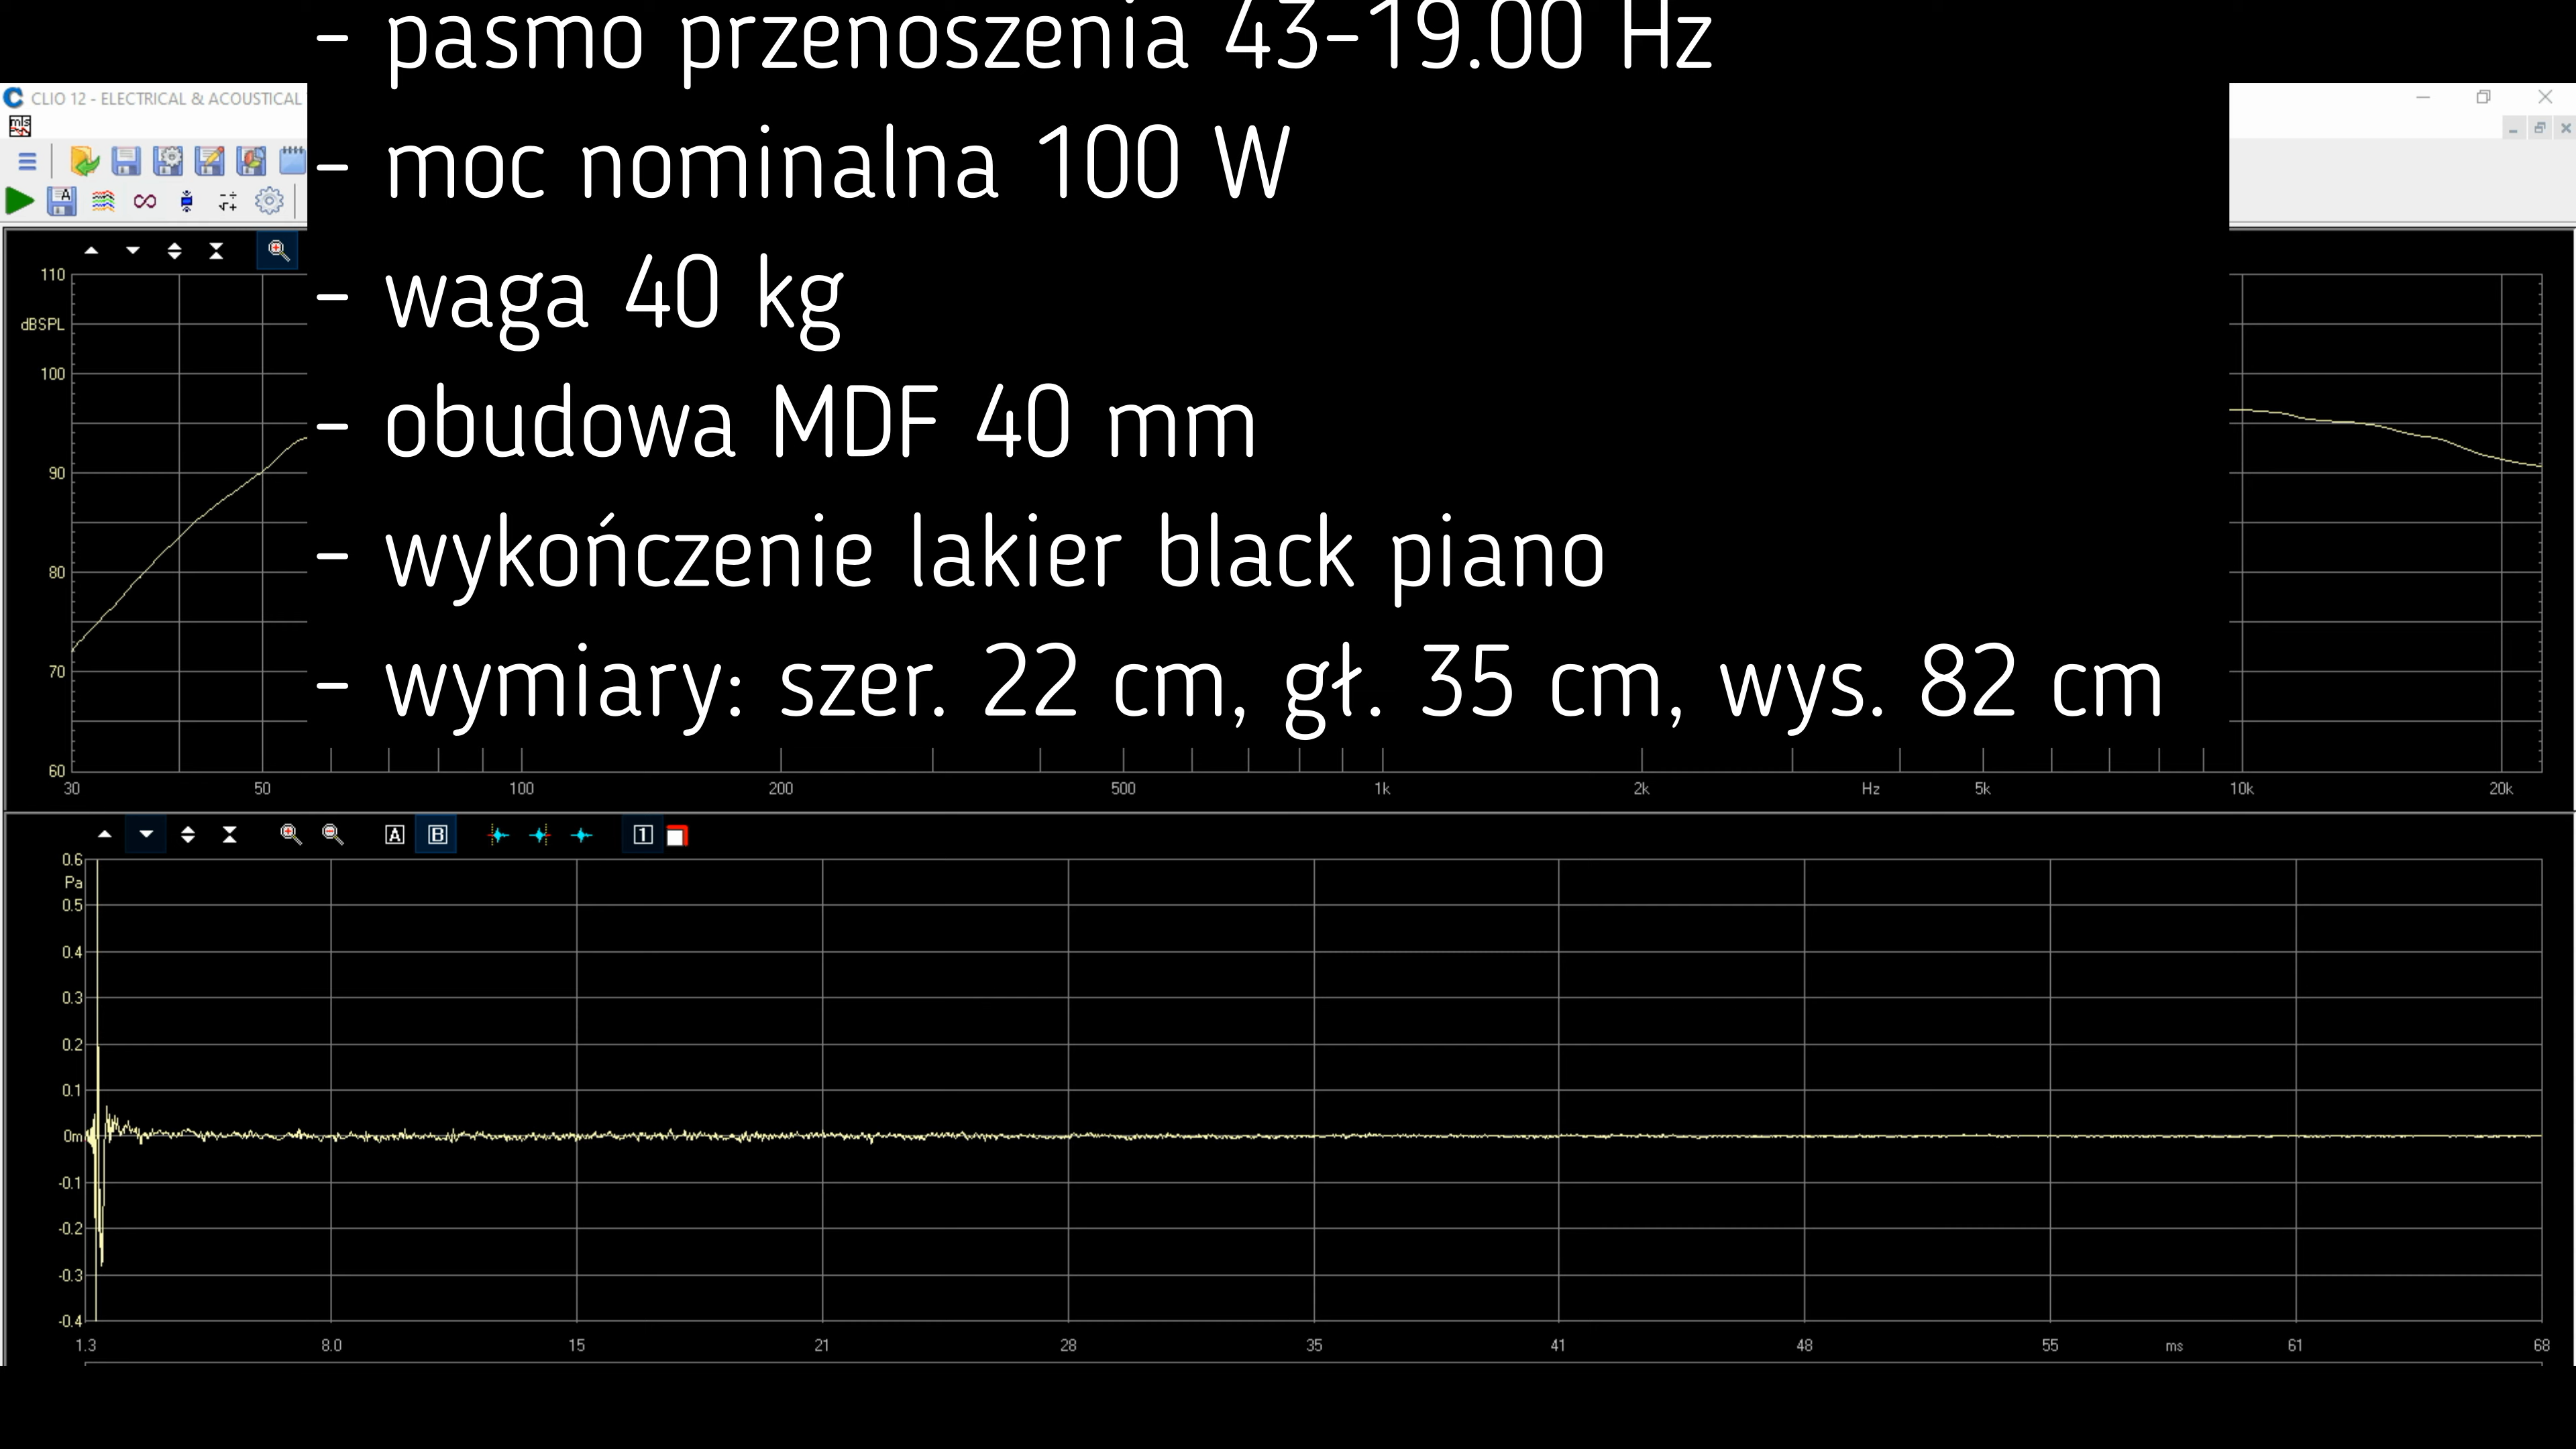 - pasmo przenoszenia 43-19.00 Hz
CLIO 12 - ELECTRICAL & ACOUSTICAL
mls
- moc nominalna 100 W
A
- waga 40 kg
110
dBSPL
100
- obudowa MDF 40 mm
90
- wykończenie lakier black piano
80
- wymiary: szer. 22 cm, gł. 35 cm, wys. 82 cm
70
60
30 50 100 200 500 1k 2k Hz 5k 10k 20k
A B 1
0.6
Pa
0.5
0.4
0.3
0.2
0.1
0m
-0.1
-0.2
-0.3
-0.4
1.3 8.0 15 21 28 35 41 48 55 ms 61 68